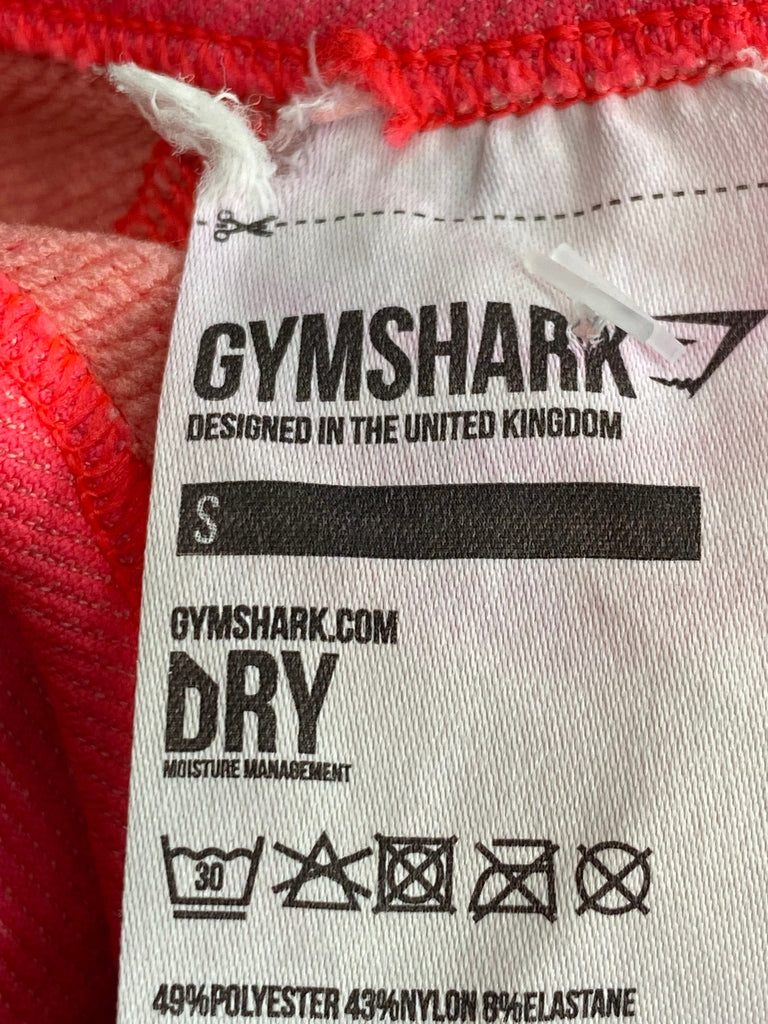 GYMSHARK
DESIGNED IN THE UNITED KINGDOM
S
GYMSHARK.COM
DRY
MOISTURE MANAGEMENT
30
49%POLYESTER 43%NYLON 8%ELASTANE